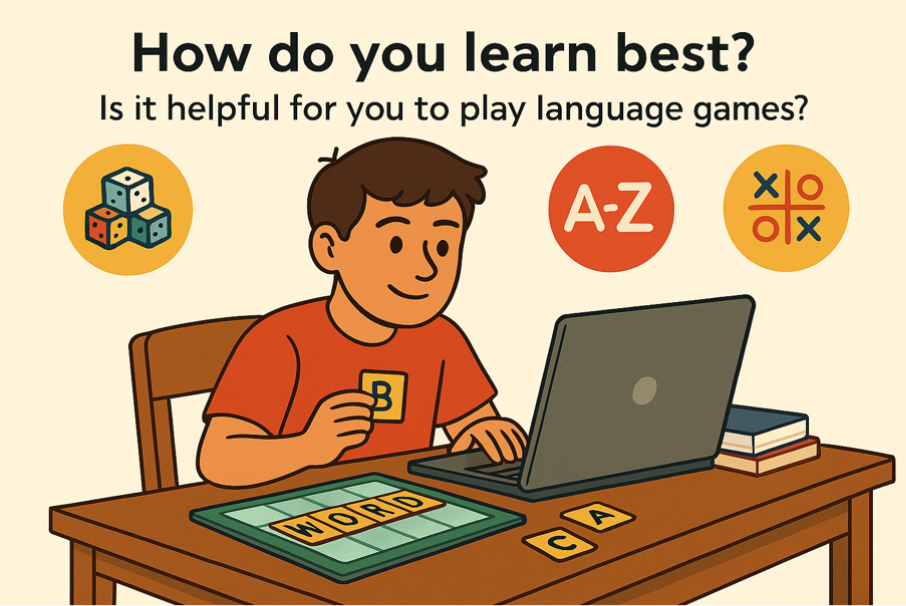 How do you learn best?
Is it helpful for you to play language games?
A-Z
X O
O X
B
WORD
A
C